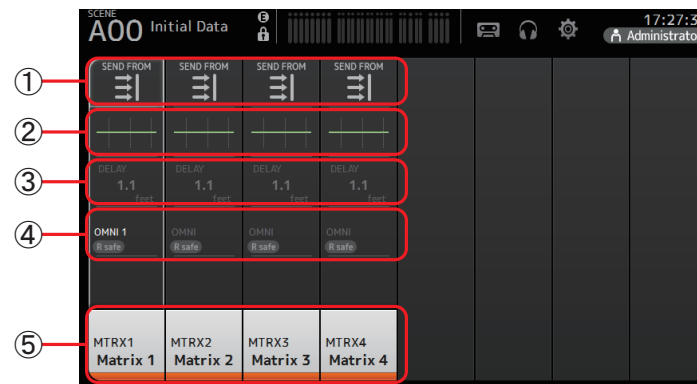 SCENE
A00 Initial Data
E
17:27:3
Administrato
① SEND FROM SEND FROM SEND FROM SEND FROM
②
③ DELAY DELAY DELAY DELAY
1.1 1.1 1.1 1.1
feet feet feet feet
④ OMNI 1 OMNI OMNI OMNI
R safe R safe R safe R safe
⑤ MTRX1 MTRX2 MTRX3 MTRX4
Matrix 1 Matrix 2 Matrix 3 Matrix 4